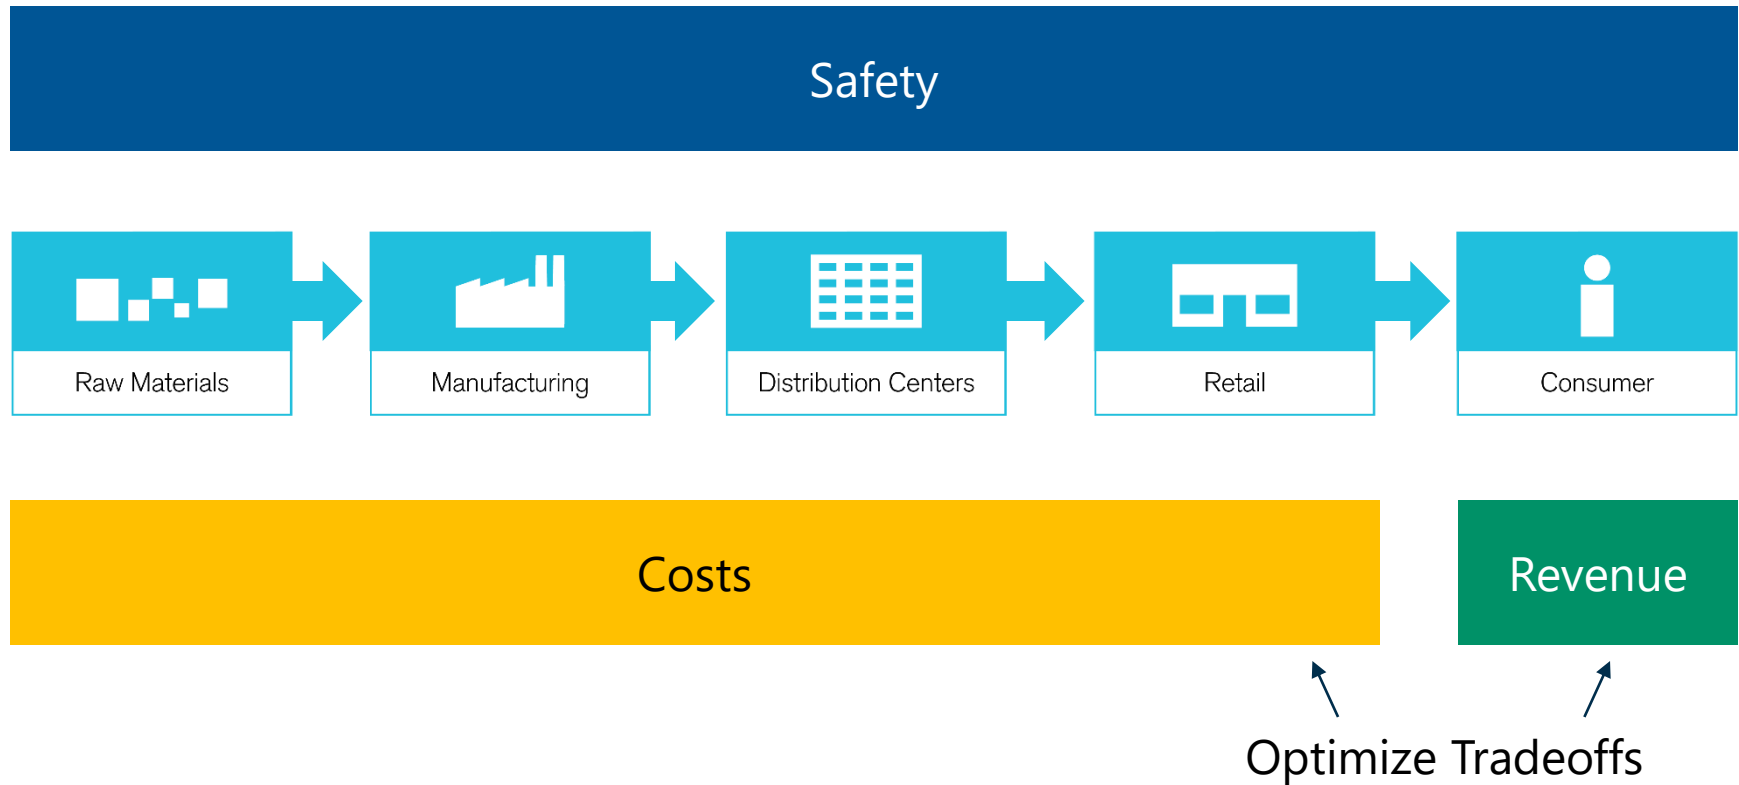 Safety
Raw Materials
Manufacturing
Distribution Centers
Retail
Consumer
Costs
Revenue
Optimize Tradeoffs